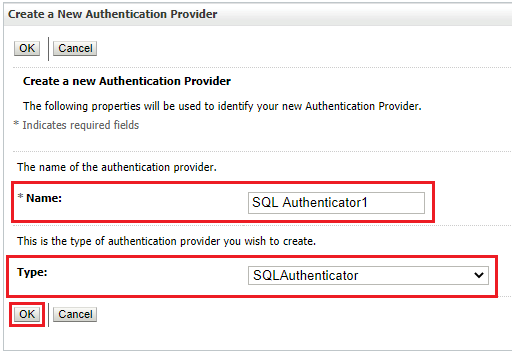 Create a New Authentication Provider
OK Cancel
Create a new Authentication Provider
The following properties will be used to identify your new Authentication Provider.
* Indicates required fields
The name of the authentication provider.
* Name: SQL Authenticator1
This is the type of authentication provider you wish to create.
Type: SQLAuthenticator
OK Cancel